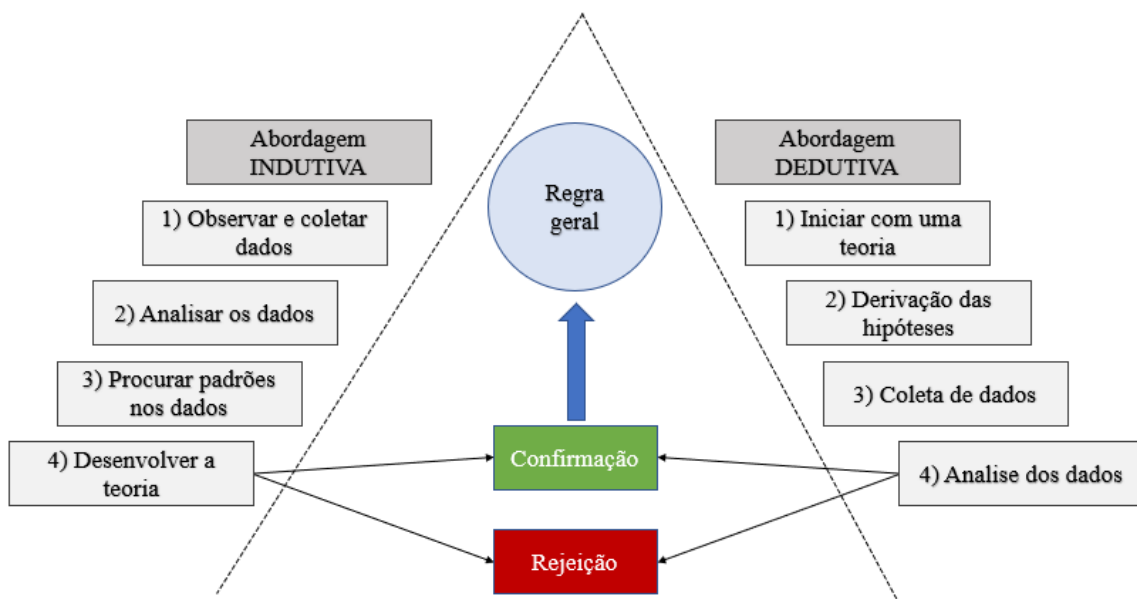 Abordagem
INDUTIVA
1) Observar e coletar
dados
2) Analisar os dados
3) Procurar padrões
nos dados
4) Desenvolver a
teoria
Regra
geral
Confirmação
Rejeição
Abordagem
DEDUTIVA
1) Iniciar com uma
teoria
2) Derivação das
hipóteses
3) Coleta de dados
4) Analise dos dados